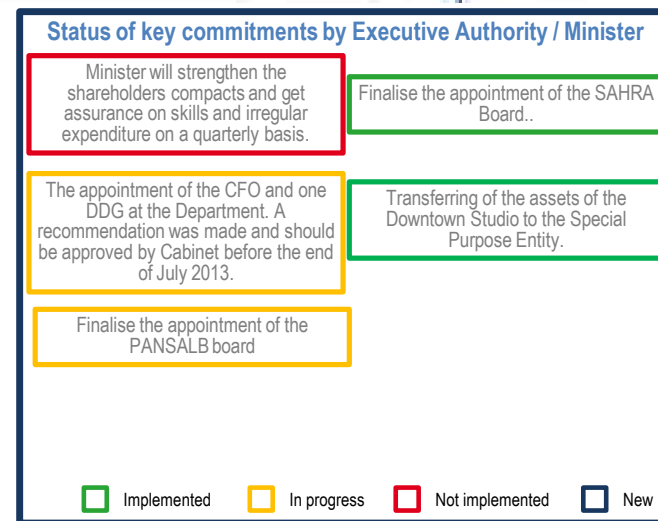 Status of key commitments by Executive Authority / Minister
Minister will strengthen the
shareholders compacts and get
assurance on skills and irregular
expenditure on a quarterly basis.
Finalise the appointment of the SAHRA
Board..
The appointment of the CFO and one
DDG at the Department. A
recommendation was made and should
be approved by Cabinet before the end
of July 2013.
Transferring of the assets of the
Downtown Studio to the Special
Purpose Entity.
Finalise the appointment of the
PANSALB board
Implemented
In progress
Not implemented
New